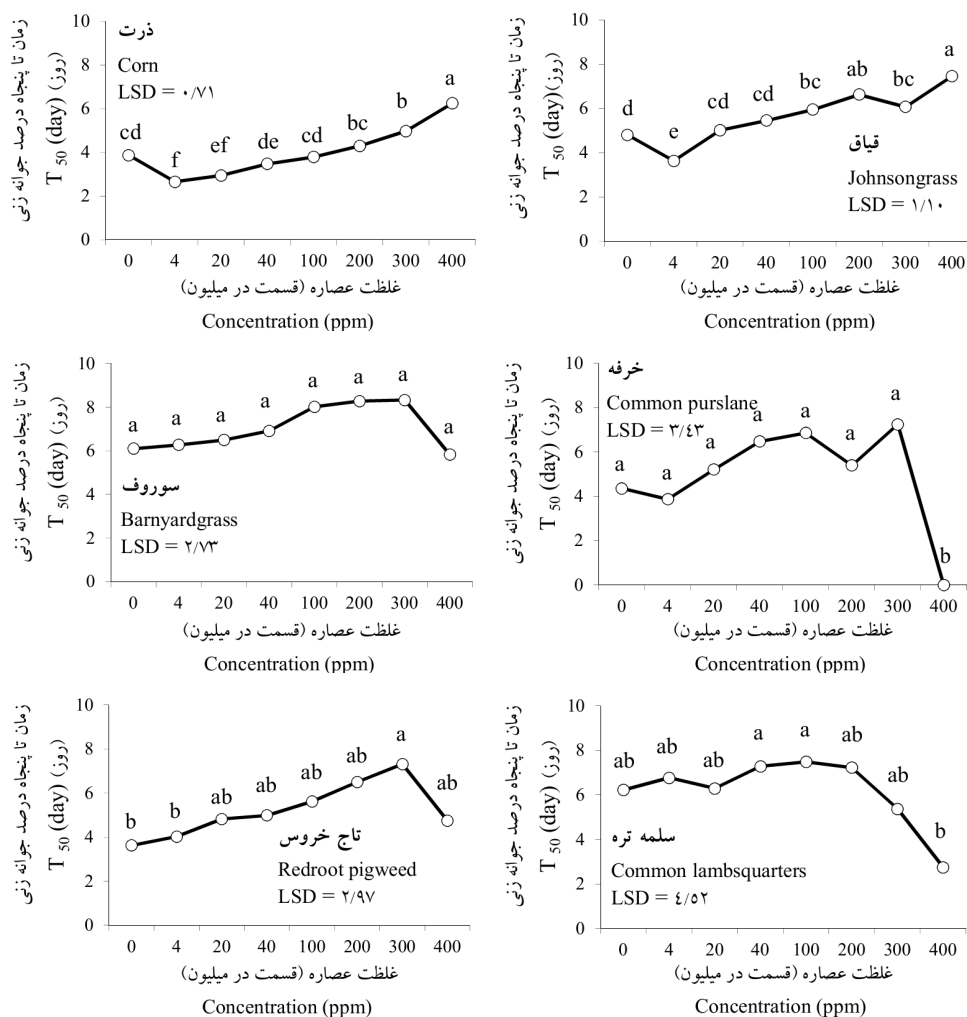 زمان تا پنجاه درصد جوانه زنی
(روز) T 50 (day)
10
8
6
4
2
0
ذرت
Corn
LSD = ۰/۷۱
cd
f
ef
de
cd
bc
b
a
0 4 20 40 100 200 300 400
غلظت عصاره (قسمت در میلیون)
Concentration (ppm)
زمان تا پنجاه درصد جوانه زنی
(روز) T 50 (day)
10
8
6
4
2
0
d
e
cd
cd
bc
ab
bc
a
قیاق
Johnsongrass
LSD = ۱/۱۰
0 4 20 40 100 200 300 400
غلظت عصاره (قسمت در میلیون)
Concentration (ppm)
زمان تا پنجاه درصد جوانه زنی
(روز) T 50 (day)
10
8
6
4
2
0
a
a
a
a
a
a
a
a
سوروف
Barnyardgrass
LSD = ۲/۷۳
0 4 20 40 100 200 300 400
غلظت عصاره (قسمت در میلیون)
Concentration (ppm)
زمان تا پنجاه درصد جوانه زنی
(روز) T 50 (day)
10
8
6
4
2
0
خرفه
Common purslane
LSD = ۳/٤۳
a
a
a
a
a
a
a
b
0 4 20 40 100 200 300 400
غلظت عصاره (قسمت در میلیون)
Concentration (ppm)
زمان تا پنجاه درصد جوانه زنی
(روز) T 50 (day)
10
8
6
4
2
0
b
b
ab
ab
ab
ab
a
ab
تاج خروس
Redroot pigweed
LSD = ۲/۹۷
0 4 20 40 100 200 300 400
غلظت عصاره (قسمت در میلیون)
Concentration (ppm)
زمان تا پنجاه درصد جوانه زنی
(روز) T 50 (day)
10
8
6
4
2
0
ab
ab
ab
a
a
ab
ab
b
سلمه تره
Common lambsquarters
LSD = ٤/٥۲
0 4 20 40 100 200 300 400
غلظت عصاره (قسمت در میلیون)
Concentration (ppm)